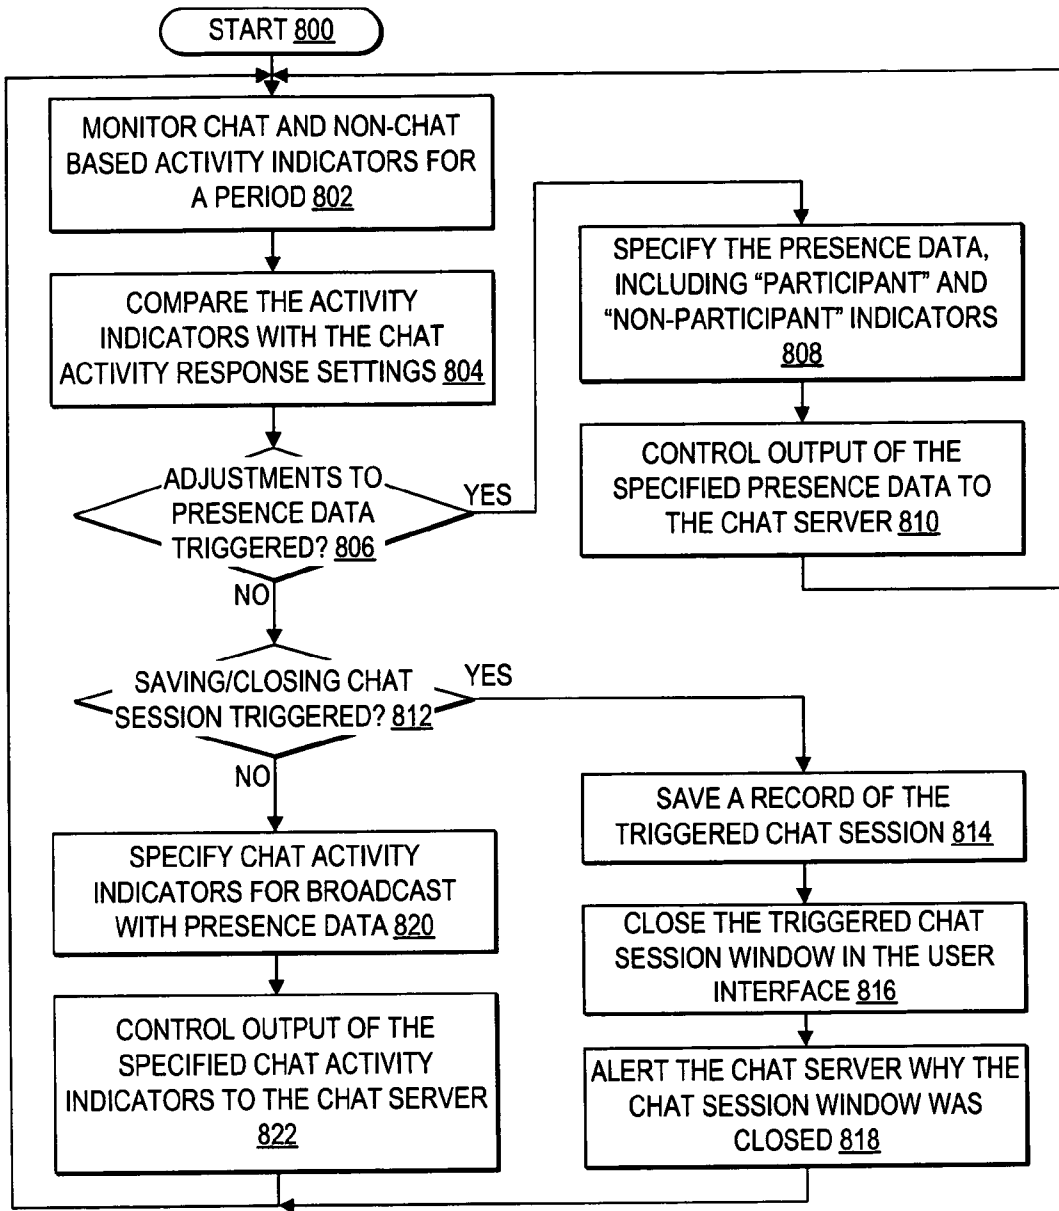 START 800
MONITOR CHAT AND NON-CHAT
BASED ACTIVITY INDICATORS FOR
A PERIOD 802
COMPARE THE ACTIVITY
INDICATORS WITH THE CHAT
ACTIVITY RESPONSE SETTINGS 804
ADJUSTMENTS TO
PRESENCE DATA
TRIGGERED? 806
YES
NO
SPECIFY THE PRESENCE DATA,
INCLUDING “PARTICIPANT” AND
“NON-PARTICIPANT” INDICATORS
808
CONTROL OUTPUT OF THE
SPECIFIED PRESENCE DATA TO
THE CHAT SERVER 810
SAVING/CLOSING CHAT
SESSION TRIGGERED? 812
YES
NO
SAVE A RECORD OF THE
TRIGGERED CHAT SESSION 814
CLOSE THE TRIGGERED CHAT
SESSION WINDOW IN THE USER
INTERFACE 816
ALERT THE CHAT SERVER WHY THE
CHAT SESSION WINDOW WAS
CLOSED 818
SPECIFY CHAT ACTIVITY
INDICATORS FOR BROADCAST
WITH PRESENCE DATA 820
CONTROL OUTPUT OF THE
SPECIFIED CHAT ACTIVITY
INDICATORS TO THE CHAT SERVER
822